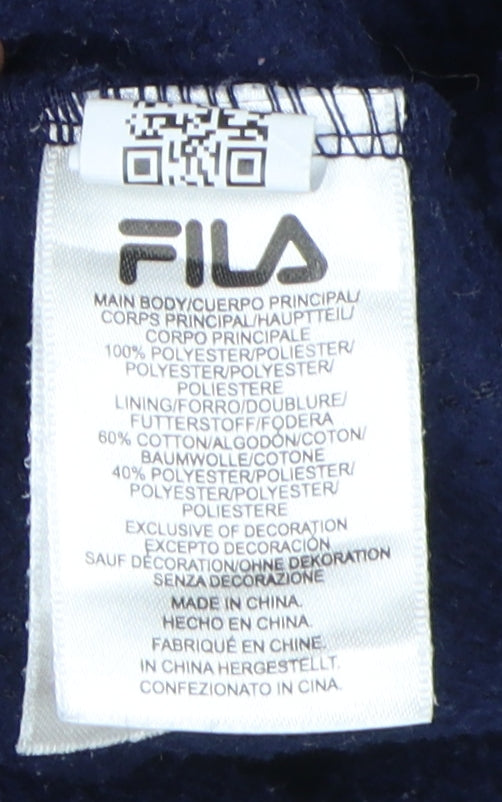 FILA
MAIN BODY/CUERPO PRINCIPAL/
CORPS PRINCIPAL/HAUPTTEIL/
CORPO PRINCIPALE
100% POLYESTER/POLIÉSTER/
POLYESTER/POLYESTER/
POLIESTERE
LINING/FORRO/DOUBLURE/
FUTTERSTOFF/FODERA
60% COTTON/ALGODÓN/COTON/
BAUMWOLLE/COTONE
40% POLYESTER/POLIÉSTER/
POLYESTER/POLYESTER/
POLIESTERE
EXCLUSIVE OF DECORATION
EXCEPTO DECORACIÓN
SAUF DÉCORATION/OHNE DEKORATION
SENZA DECORAZIONE
MADE IN CHINA.
HECHO EN CHINA.
FABRIQUÉ EN CHINE.
IN CHINA HERGESTELLT.
CONFEZIONATO IN CINA.